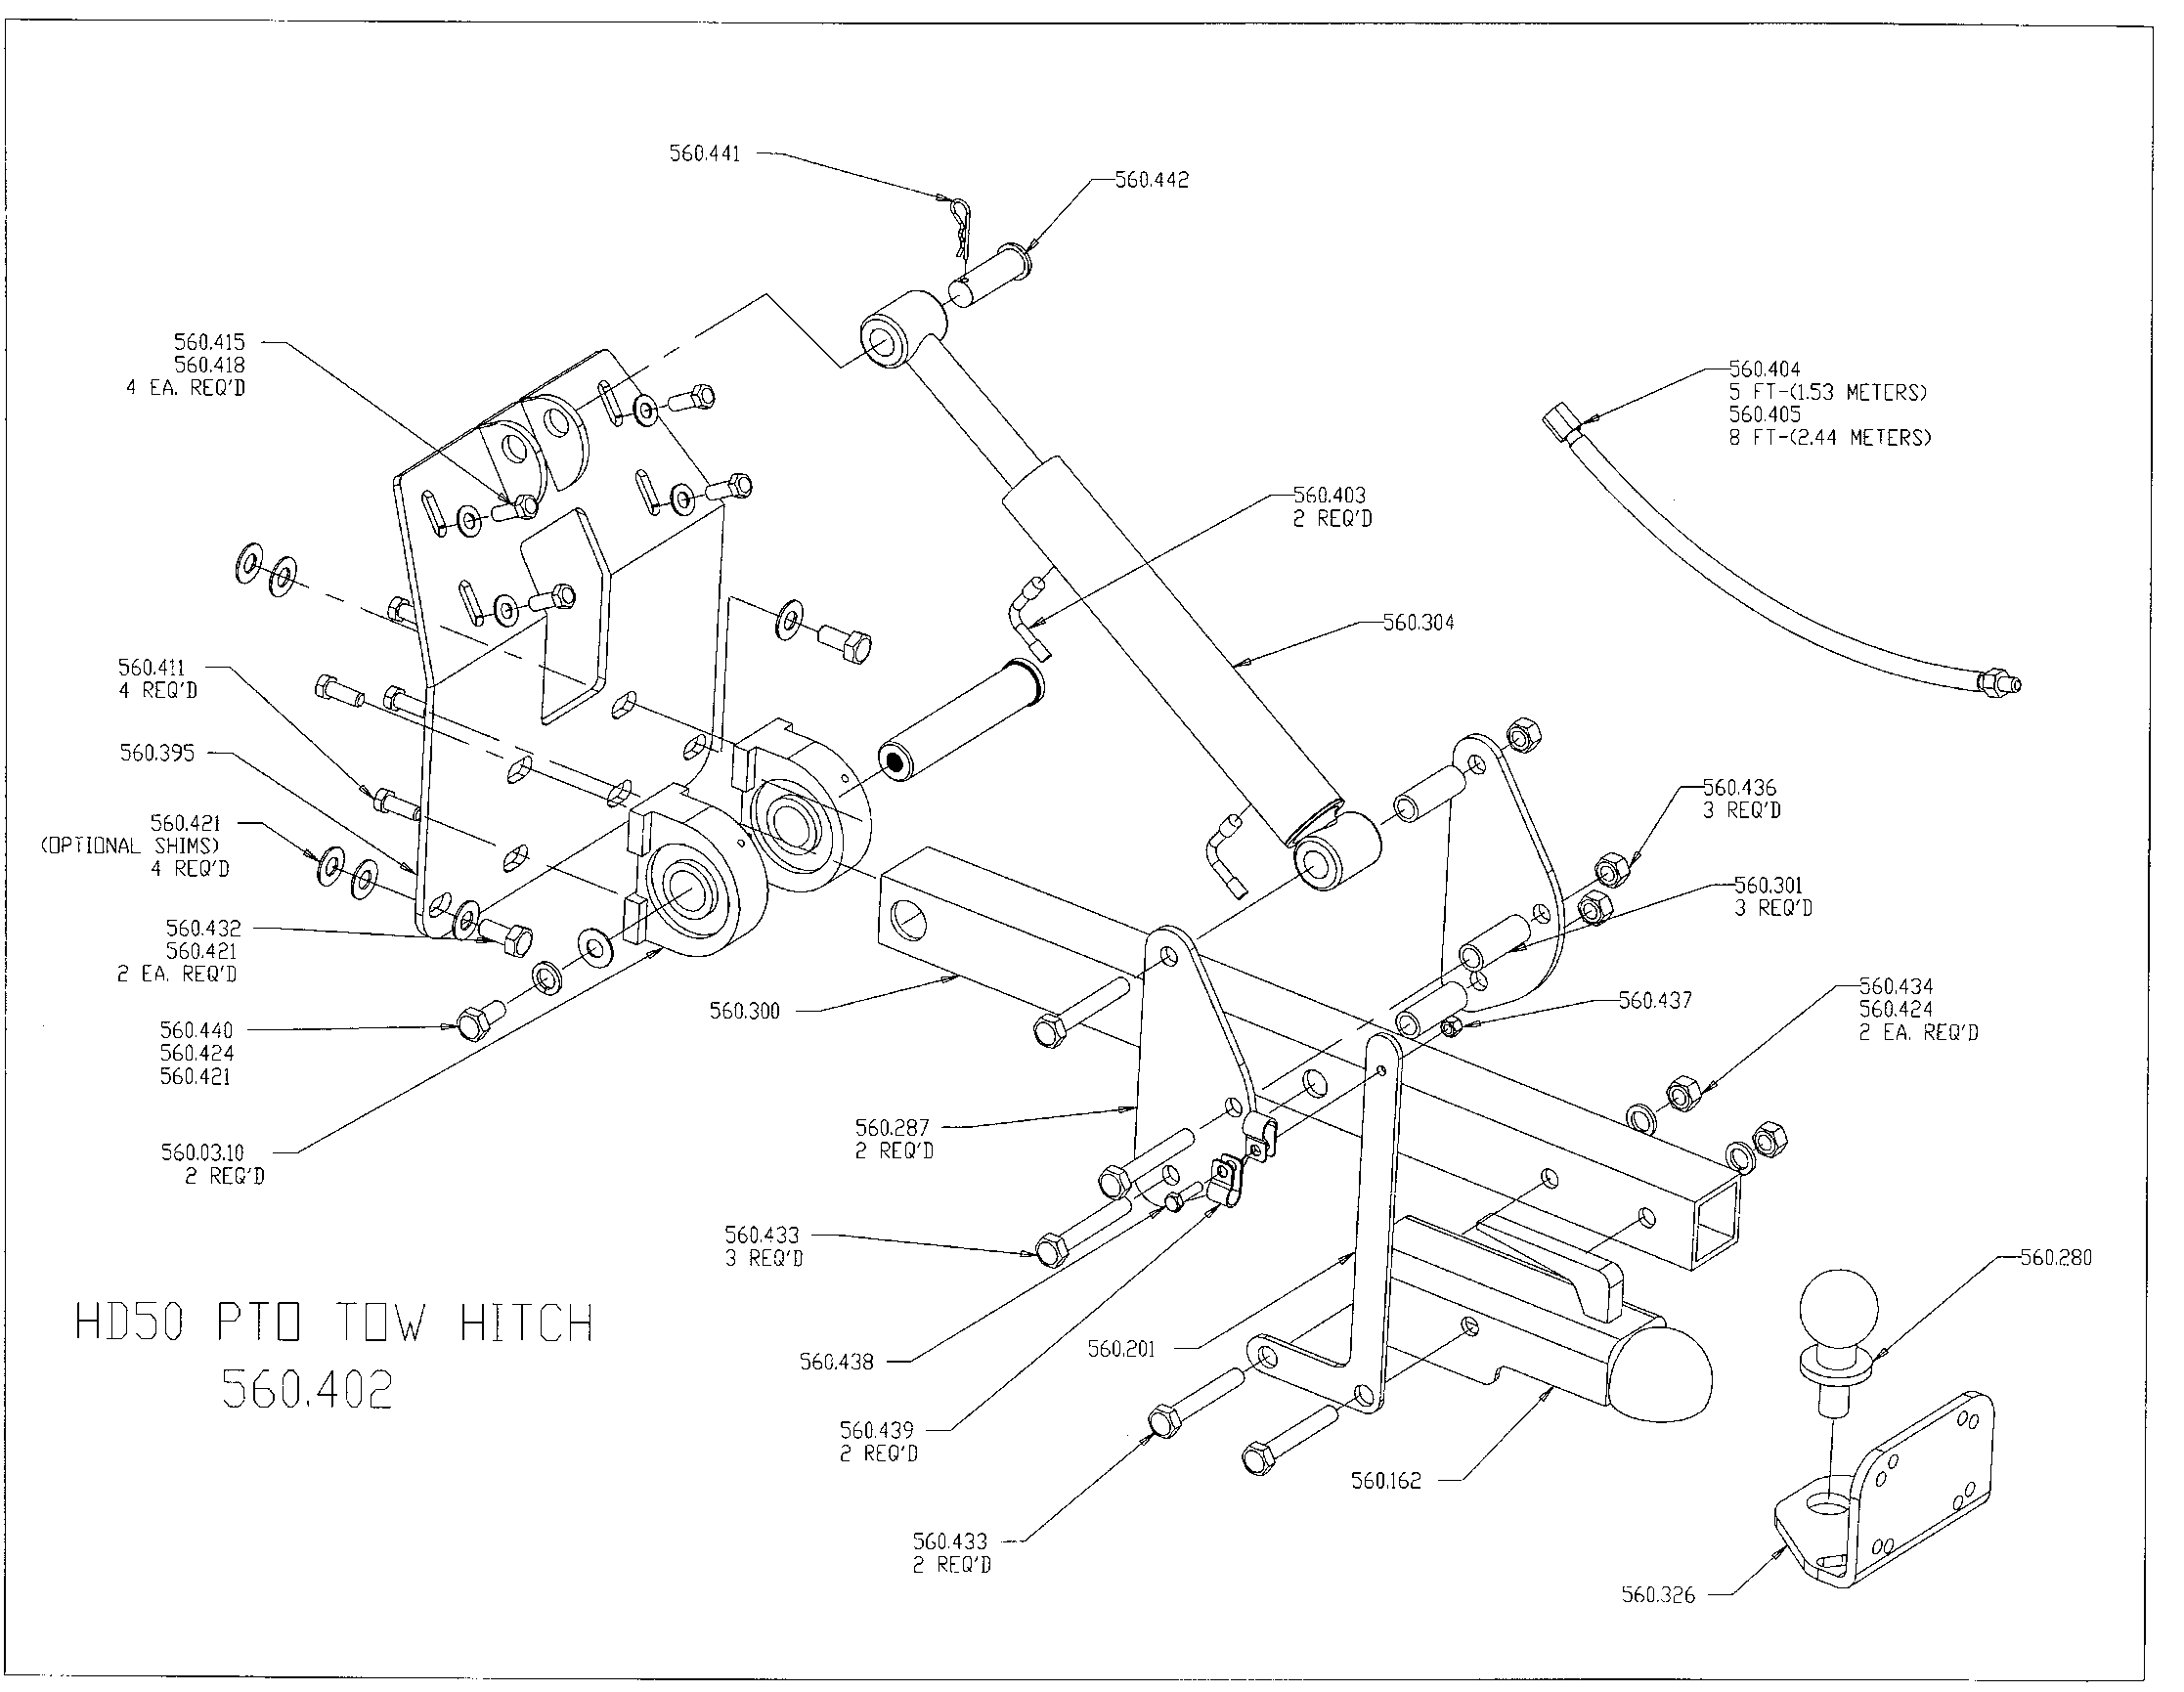 560.441
560.442
560.415
560.418
4 EA. REQ'D
560.404
5 FT-(1.53 METERS)
560.405
8 FT-(2.44 METERS)
560.403
2 REQ'D
560.304
560.411
4 REQ'D
560.395
560.421
(OPTIONAL SHIMS)
4 REQ'D
560.436
3 REQ'D
560.301
3 REQ'D
560.432
560.421
2 EA. REQ'D
560.300
560.437
560.434
560.424
2 EA. REQ'D
560.440
560.424
560.421
560.287
2 REQ'D
560.03.10
2 REQ'D
560.433
3 REQ'D
560.280
HD50 PTO TOW HITCH
560.402
560.438
560.201
560.439
2 REQ'D
560.162
560.433
2 REQ'D
560.326